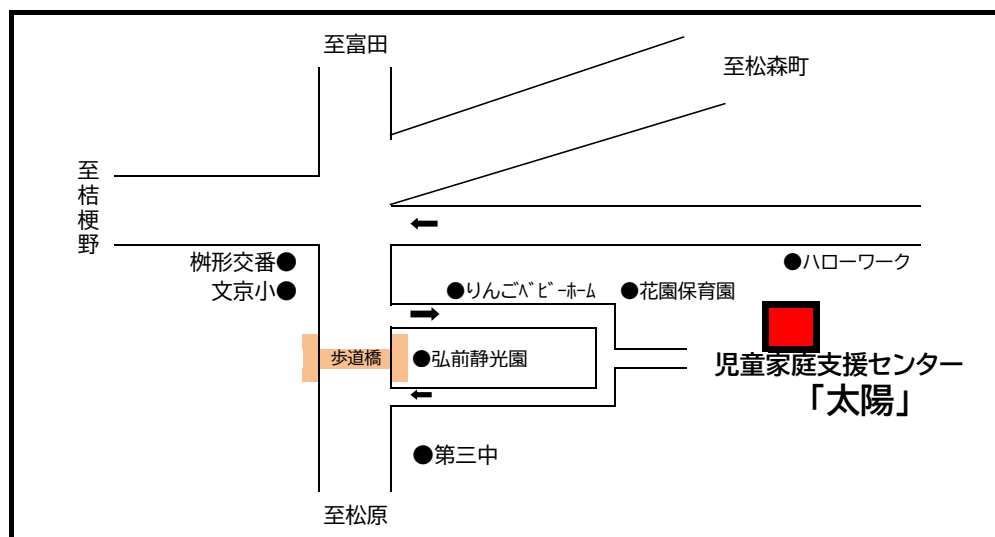 至富田
至松森町
至桔梗野
桝形交番●
●ハローワーク
文京小●
●りんごﾍﾞﾋﾞｰﾎｰﾑ
●花園保育園
歩道橋
●弘前静光園
児童家庭支援センター
「太陽」
●第三中
至松原